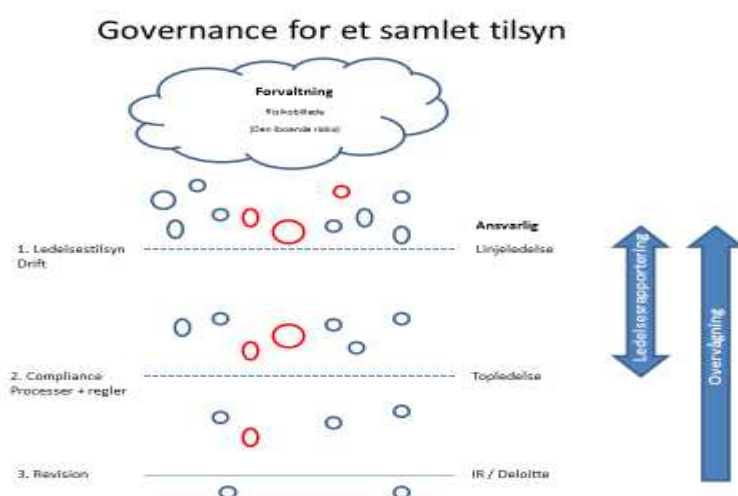 Governance for et samlet tilsyn
Forvaltning
Risikobillede
(Den iboende risiko)
Ansvarlig
1. Ledelsestilsyn
Drift
Linjeledelse
2. Compliance
Processer + regler
Topledelse
3. Revision
IR / Deloitte
Ledelsesrapportering
Overvågning